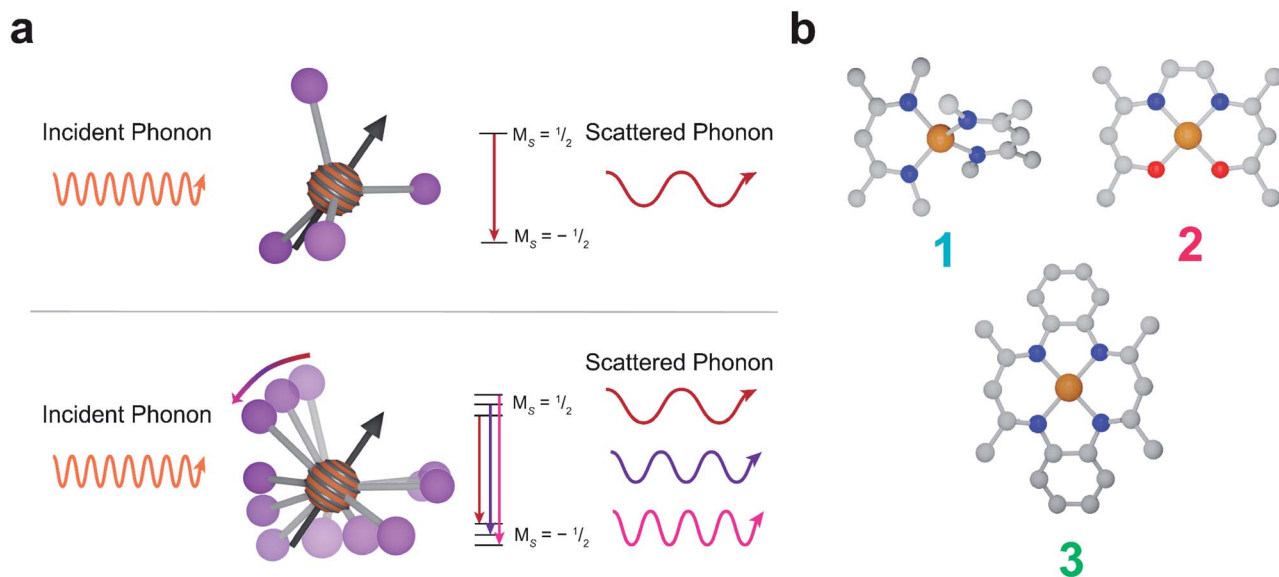 a
b
Incident Phonon
M_S = 1/2
Scattered Phonon
M_S = – 1/2
1
2
Incident Phonon
Scattered Phonon
M_S = 1/2
M_S = – 1/2
3